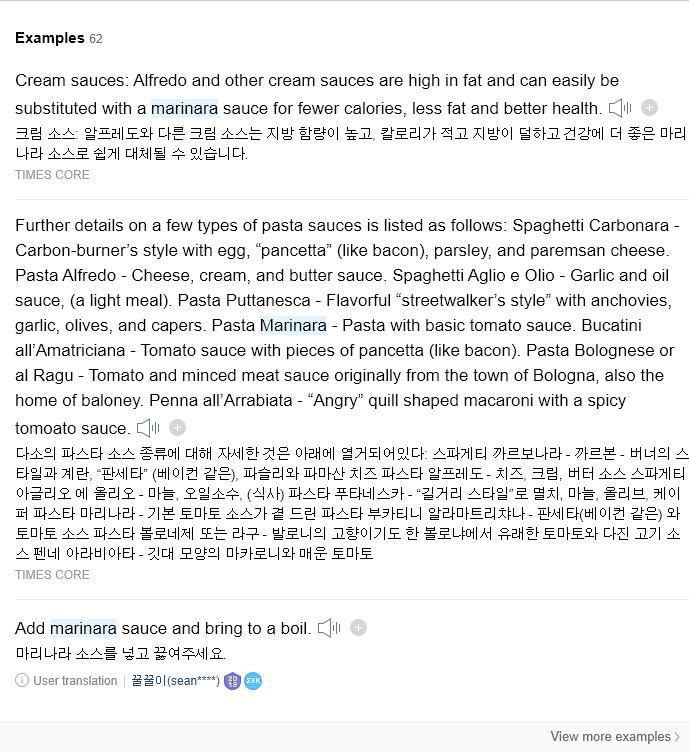 Examples 62
Cream sauces: Alfredo and other cream sauces are high in fat and can easily be
substituted with a marinara sauce for fewer calories, less fat and better health.
크림 소스: 알프레도와 다른 크림 소스는 지방 함량이 높고, 칼로리가 적고 지방이 덜하고 건강에 더 좋은 마리
나라 소스로 쉽게 대체될 수 있습니다.
TIMES CORE
Further details on a few types of pasta sauces is listed as follows: Spaghetti Carbonara -
Carbon-burner’s style with egg, “pancetta” (like bacon), parsley, and paremsan cheese.
Pasta Alfredo - Cheese, cream, and butter sauce. Spaghetti Aglio e Olio - Garlic and oil
sauce, (a light meal). Pasta Puttanesca - Flavorful “streetwalker’s style” with anchovies,
garlic, olives, and capers. Pasta Marinara - Pasta with basic tomato sauce. Bucatini
all’Amatriciana - Tomato sauce with pieces of pancetta (like bacon). Pasta Bolognese or
al Ragu - Tomato and minced meat sauce originally from the town of Bologna, also the
home of baloney. Penna all’Arrabiata - “Angry” quill shaped macaroni with a spicy
tomoato sauce.
다소의 파스타 소스 종류에 대해 자세한 것은 아래에 열거되어있다: 스파게티 까르보나라 - 까르본 - 버너의 스
타일과 계란, “판세타” (베이컨 같은), 파슬리와 파마산 치즈 파스타 알프레도 - 치즈, 크림, 버터 소스 스파게티
아글리오 에 올리오 - 마늘, 오일소수, (식사) 파스타 푸타네스카 - “길거리 스타일”로 멸치, 마늘, 올리브, 케이
퍼 파스타 마리나라 - 기본 토마토 소스가 곁 드린 파스타 부카티니 알라마트리챠나 - 판세타(베이컨 같은) 와
토마토 소스 파스타 볼로네제 또는 라구 - 발로니의 고향이기도 한 볼로냐에서 유래한 토마토와 다진 고기 소
스 펜네 아라비아타 - 깃대 모양의 마카로니와 매운 토마토
TIMES CORE
Add marinara sauce and bring to a boil.
마리나라 소스를 넣고 끓여주세요.
User translation | 꿀꿀이(sean****) 2018 23K
View more examples